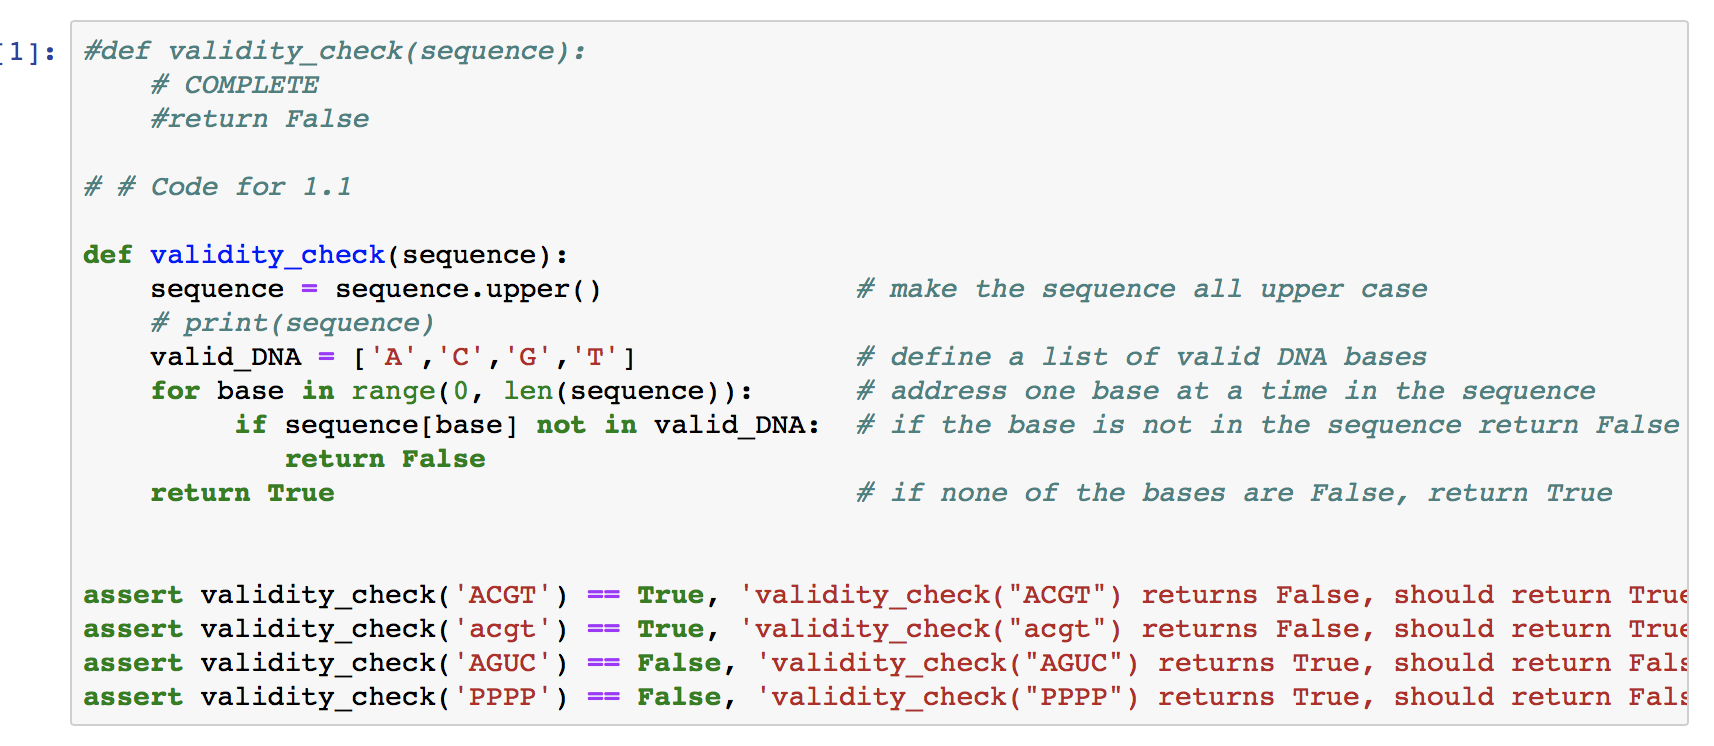 [1]:
#def validity_check(sequence):
    # COMPLETE
    #return False
# # Code for 1.1
def validity_check(sequence):
    sequence = sequence.upper()               # make the sequence all upper case
    # print(sequence)
    valid_DNA = ['A','C','G','T']             # define a list of valid DNA bases
    for base in range(0, len(sequence)):      # address one base at a time in the sequence
         if sequence[base] not in valid_DNA:  # if the base is not in the sequence return False
            return False
    return True                               # if none of the bases are False, return True
assert validity_check('ACGT') == True, 'validity_check("ACGT") returns False, should return True
assert validity_check('acgt') == True, 'validity_check("acgt") returns False, should return True
assert validity_check('AGUC') == False, 'validity_check("AGUC") returns True, should return Fals
assert validity_check('PPPP') == False, 'validity_check("PPPP") returns True, should return Fals